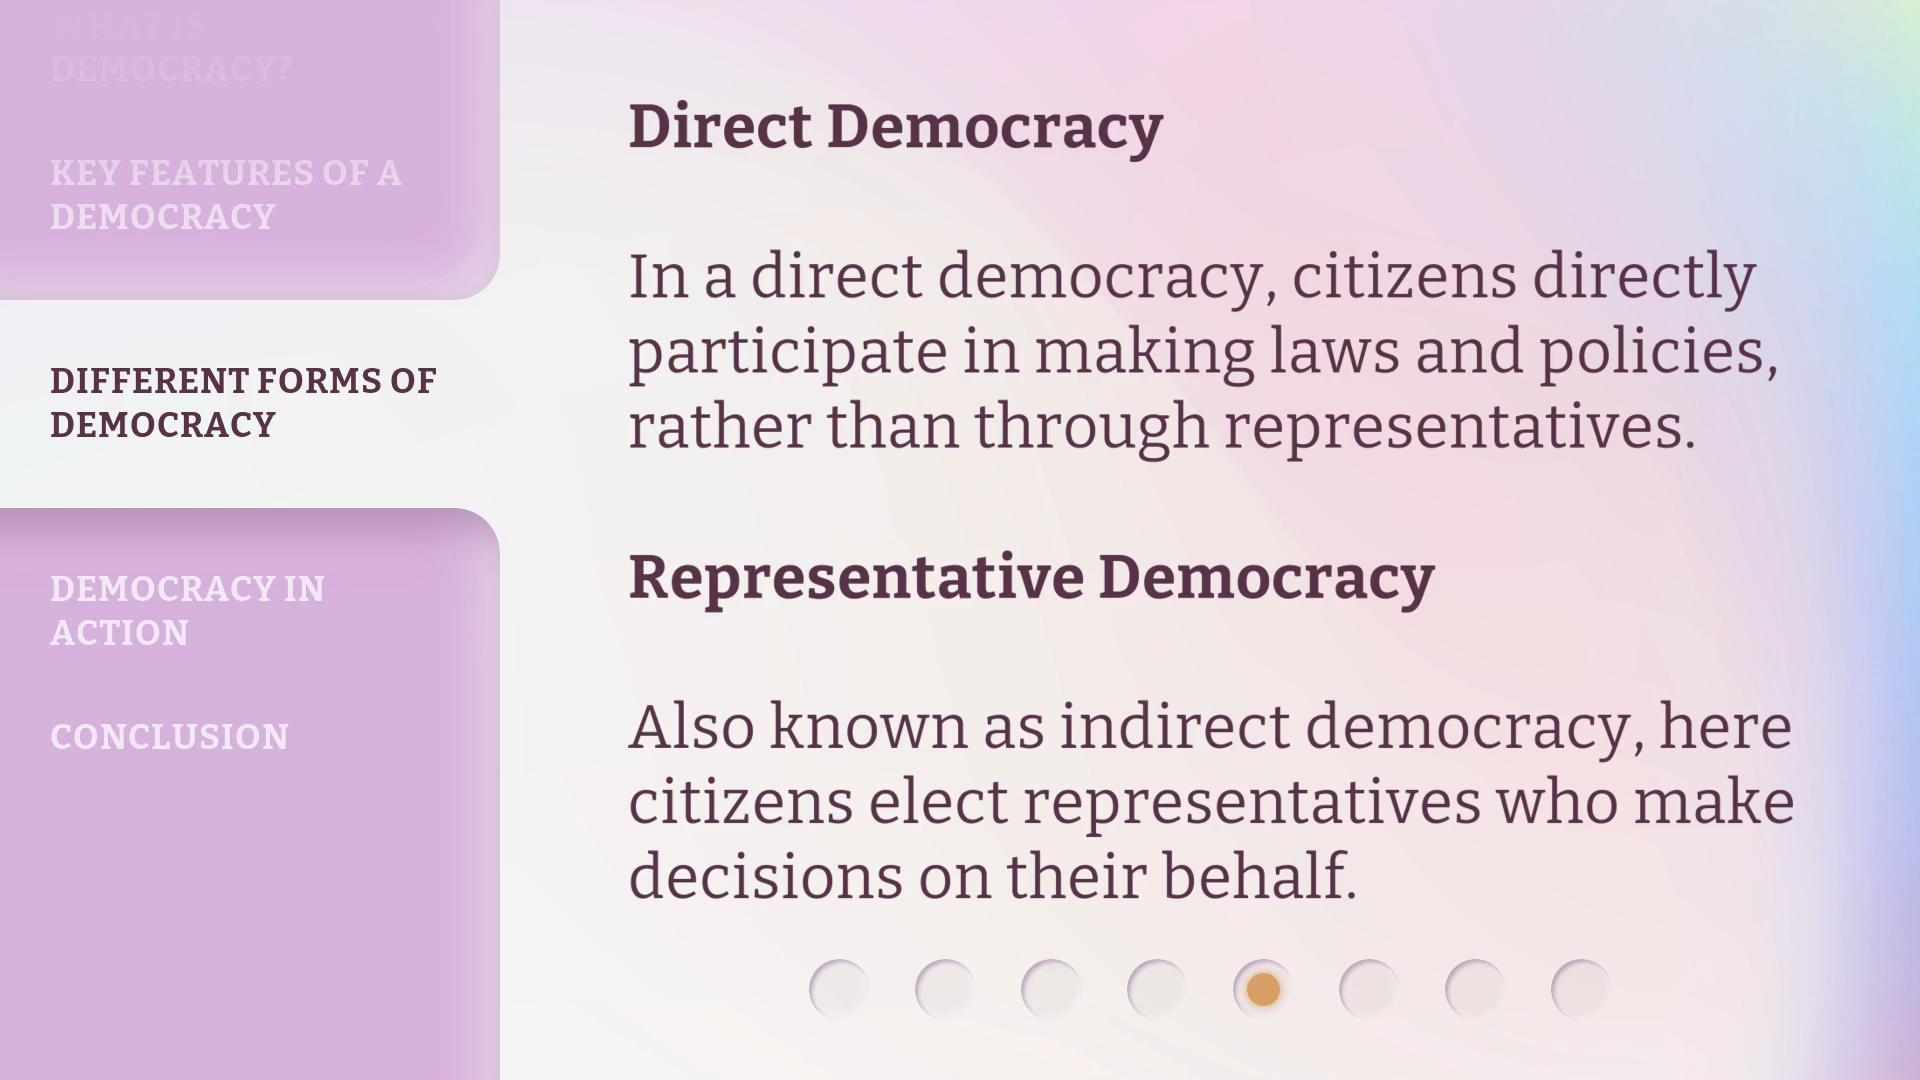 WHAT IS
DEMOCRACY?
KEY FEATURES OF A
DEMOCRACY
DIFFERENT FORMS OF
DEMOCRACY
DEMOCRACY IN
ACTION
CONCLUSION
Direct Democracy
In a direct democracy, citizens directly
participate in making laws and policies,
rather than through representatives.
Representative Democracy
Also known as indirect democracy, here
citizens elect representatives who make
decisions on their behalf.